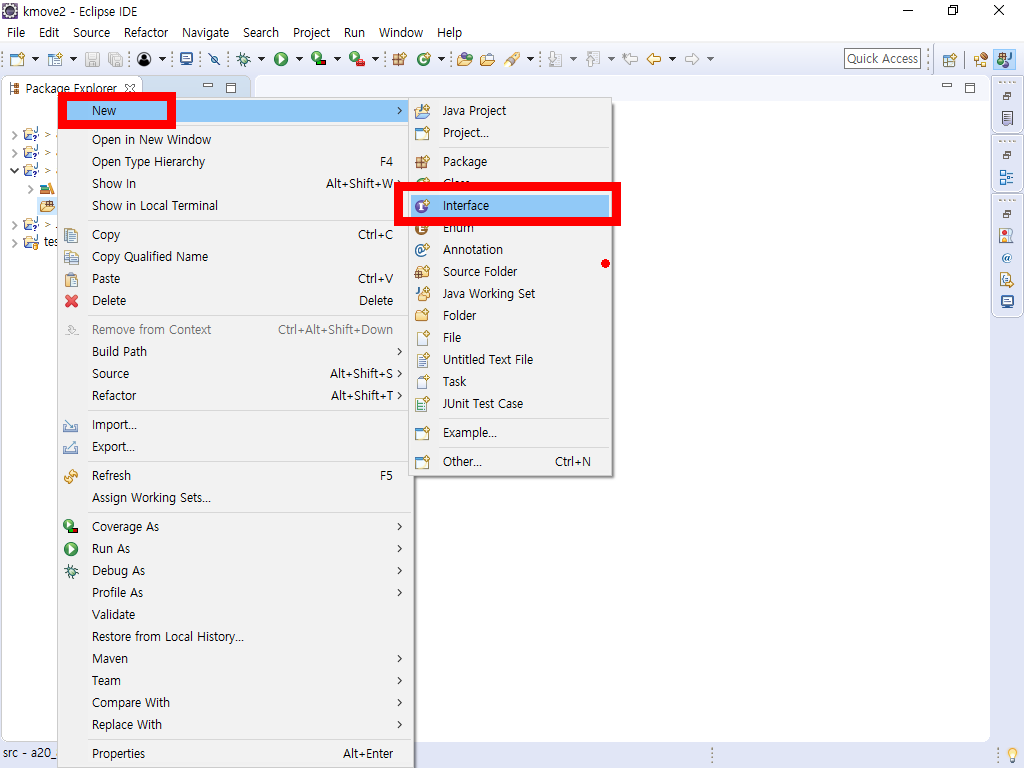 kmove2 - Eclipse IDE
File Edit Source Refactor Navigate Search Project Run Window Help
Quick Access
Package Explorer
New
Open in New Window
Open Type Hierarchy F4
Show In Alt+Shift+W
Show in Local Terminal
Copy Ctrl+C
Copy Qualified Name
Paste Ctrl+V
Delete Delete
Remove from Context Ctrl+Alt+Shift+Down
Build Path
Source Alt+Shift+S
Refactor Alt+Shift+T
Import...
Export...
Refresh F5
Assign Working Sets...
Coverage As
Run As
Debug As
Profile As
Validate
Restore from Local History...
Maven
Team
Compare With
Replace With
Properties Alt+Enter
Java Project
Project...
Package
Class
Interface
Enum
Annotation
Source Folder
Java Working Set
Folder
File
Untitled Text File
Task
JUnit Test Case
Example...
Other... Ctrl+N
src - a20_